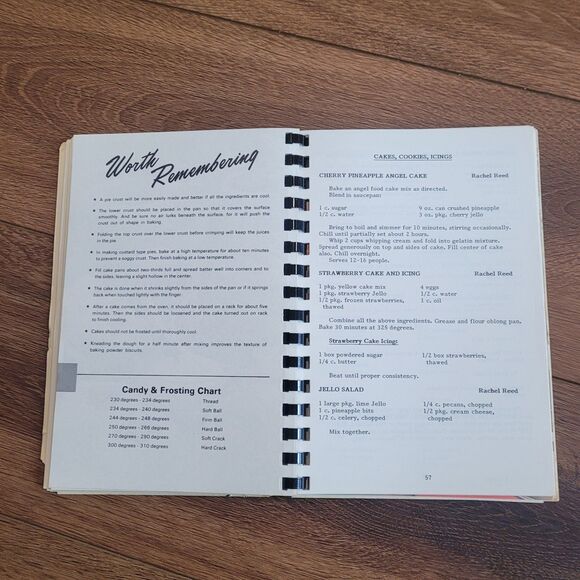 Worth
Remembering
A pie crust will be more easily made and better if all the ingredients are cool.
The lower crust should be placed in the pan so that it covers the surface
smoothly. And be sure no air lurks beneath the surface, for it will push the
crust out of shape in baking.
Folding the top crust over the lower crust before crimping will keep the juices
in the pie.
In making custard type pies, bake at a high temperature for about ten minutes
to prevent a soggy crust. Then finish baking at a low temperature.
Fill cake pans about two-thirds full and spread batter well into corners and to
the sides, leaving a slight hollow in the center.
The cake is done when it shrinks slightly from the sides of the pan or if it springs
back when touched lightly with the finger.
After a cake comes from the oven, it should be placed on a rack for about five
minutes. Then the sides should be loosened and the cake turned out on rack
to finish cooling.
Cakes should not be frosted until thoroughly cool.
Kneading the dough for a half minute after mixing improves the texture of
baking powder biscuits.
Candy & Frosting Chart
230 degrees - 234 degrees Thread
234 degrees - 240 degrees Soft Ball
244 degrees - 248 degrees Firm Ball
250 degrees - 266 degrees Hard Ball
270 degrees - 290 degrees Soft Crack
300 degrees - 310 degrees Hard Crack
CAKES, COOKIES, ICINGS
CHERRY PINEAPPLE ANGEL CAKE Rachel Reed
Bake an angel food cake mix as directed.
Blend in saucepan:
1 c. sugar 9 oz. can crushed pineapple
1/2 c. water 3 oz. pkg. cherry jello
Bring to boil and simmer for 10 minutes, stirring occasionally.
Chill until partially set about 2 hours.
Whip 2 cups whipping cream and fold into gelatin mixture.
Spread generously on top and sides of cake. Fill center of cake
also. Chill overnight.
Serves 12-16 people.
STRAWBERRY CAKE AND ICING Rachel Reed
1 pkg. yellow cake mix 4 eggs
1 pkg. strawberry Jello 1/2 c. water
1/2 pkg. frozen strawberries, 1 c. oil
thawed
Combine all the above ingredients. Grease and flour oblong pan.
Bake 30 minutes at 325 degrees.
Strawberry Cake Icing:
1 box powdered sugar 1/2 box strawberries,
1/4 c. butter thawed
Beat until proper consistency.
JELLO SALAD Rachel Reed
1 large pkg. lime Jello 1/4 c. pecans, chopped
1 c. pineapple bits 1/2 pkg. cream cheese,
1/2 c. celery, chopped chopped
Mix together.
57